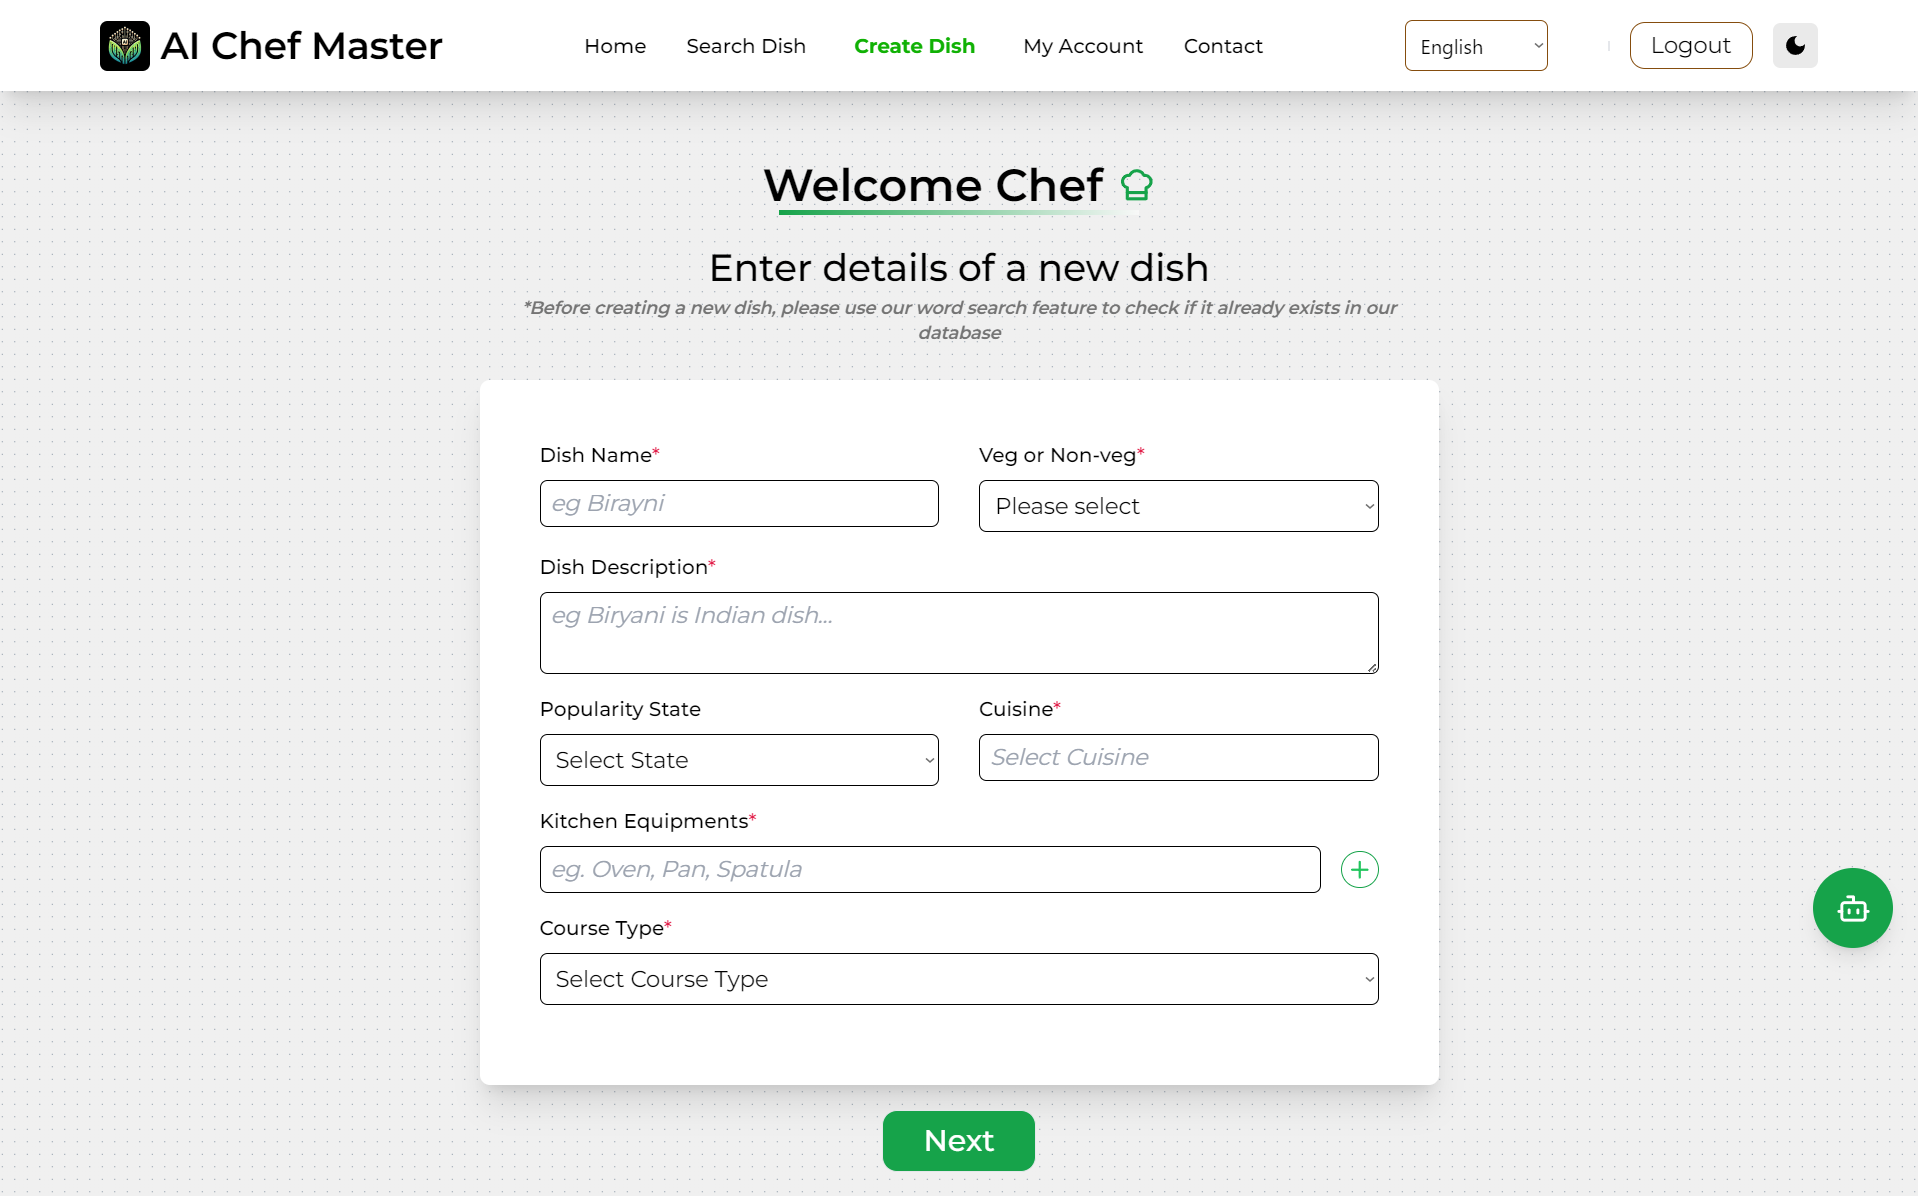 AI Chef Master
Home
Search Dish
Create Dish
My Account
Contact
English
Logout
Welcome Chef
Enter details of a new dish
*Before creating a new dish, please use our word search feature to check if it already exists in our
database
Dish Name*
Veg or Non-veg*
eg Birayni
Please select
Dish Description*
eg Biryani is Indian dish...
Popularity State
Cuisine*
Select State
Select Cuisine
Kitchen Equipments*
eg. Oven, Pan, Spatula
Course Type*
Select Course Type
Next